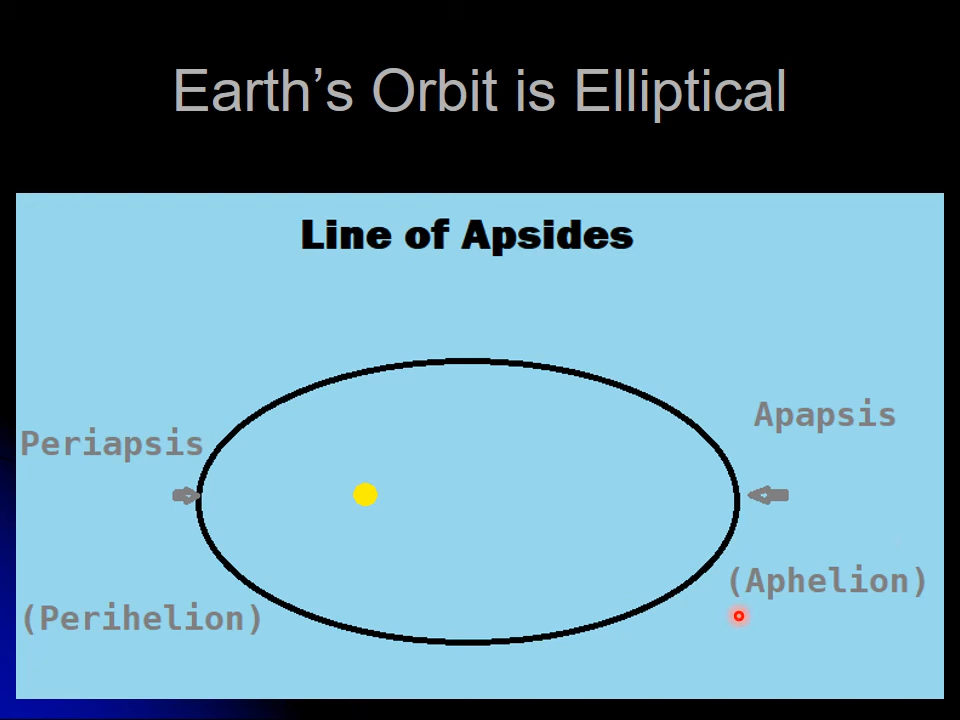 Earth’s Orbit is Elliptical
Line of Apsides
Apapsis
Periapsis
(Aphelion)
(Perihelion)